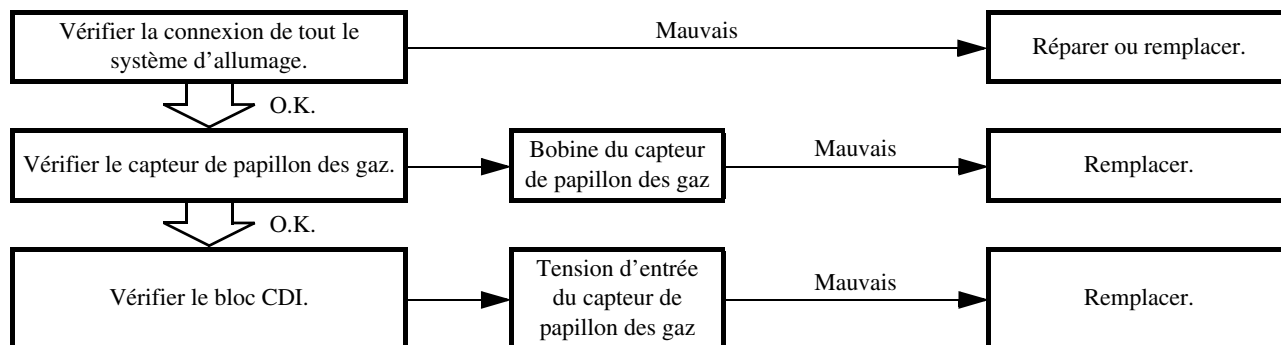 Vérifier la connexion de tout le
système d'allumage.
Mauvais
Réparer ou remplacer.
O.K.
Vérifier le capteur de papillon des gaz.
Bobine du capteur
de papillon des gaz
Mauvais
Remplacer.
O.K.
Vérifier le bloc CDI.
Tension d'entrée
du capteur de
papillon des gaz
Mauvais
Remplacer.